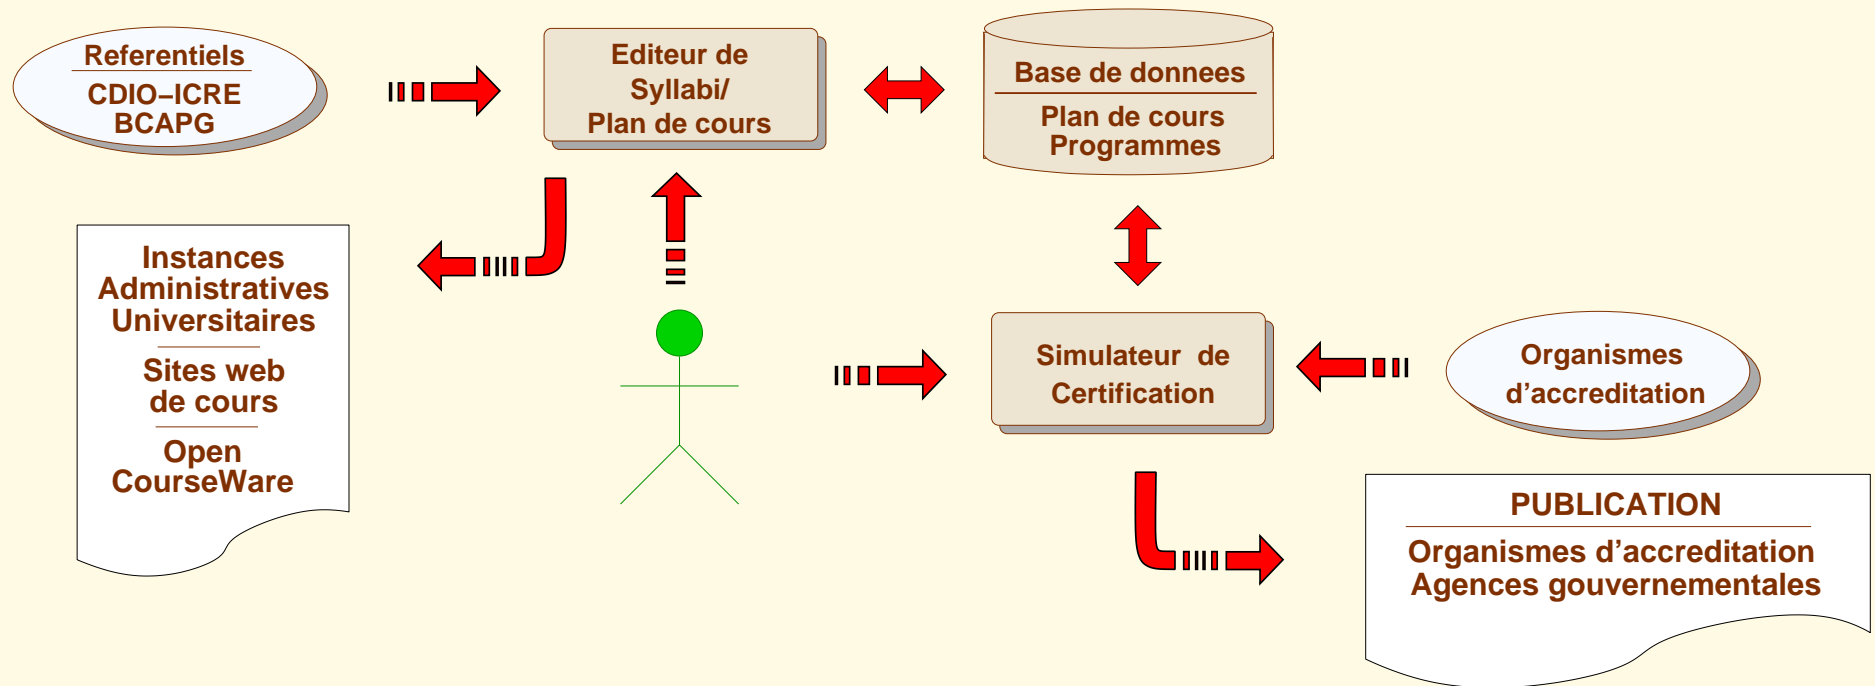 Referentiels
CDIO–ICRE
BCAPG
Editeur de
Syllabi/
Plan de cours
Base de donnees
Plan de cours
Programmes
Instances
Administratives
Universitaires
Sites web
de cours
Open
CourseWare
Simulateur de
Certification
Organismes
d'accreditation
PUBLICATION
Organismes d'accreditation
Agences gouvernementales